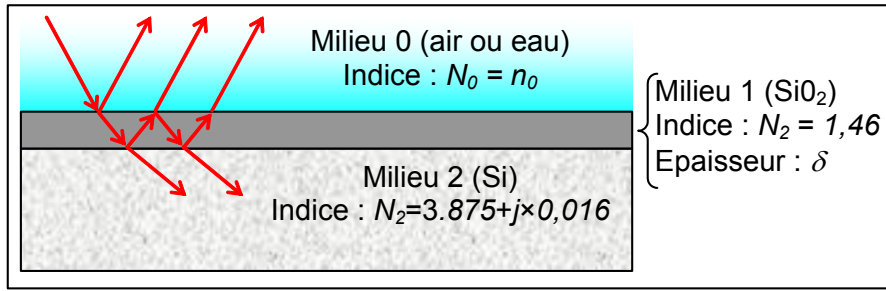 Milieu 0 (air ou eau)
Indice : N₀ = n₀
Milieu 1 (Si0₂)
Indice : N₂ = 1,46
Epaisseur : δ
Milieu 2 (Si)
Indice : N₂=3.875+j×0,016